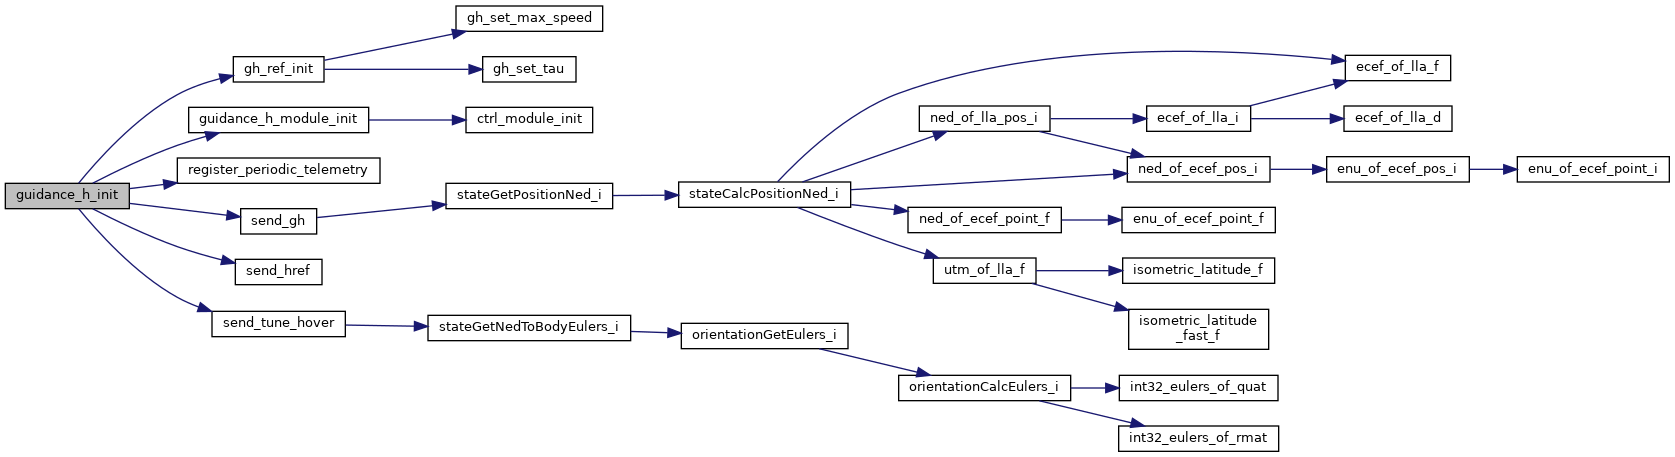 guidance_h_init
gh_ref_init
gh_set_max_speed
gh_set_tau
guidance_h_module_init
ctrl_module_init
register_periodic_telemetry
send_gh
stateGetPositionNed_i
stateCalcPositionNed_i
ecef_of_lla_f
ned_of_lla_pos_i
ecef_of_lla_i
ecef_of_lla_d
ned_of_ecef_pos_i
enu_of_ecef_pos_i
enu_of_ecef_point_i
ned_of_ecef_point_f
enu_of_ecef_point_f
utm_of_lla_f
isometric_latitude_f
isometric_latitude
_fast_f
send_href
send_tune_hover
stateGetNedToBodyEulers_i
orientationGetEulers_i
orientationCalcEulers_i
int32_eulers_of_quat
int32_eulers_of_rmat